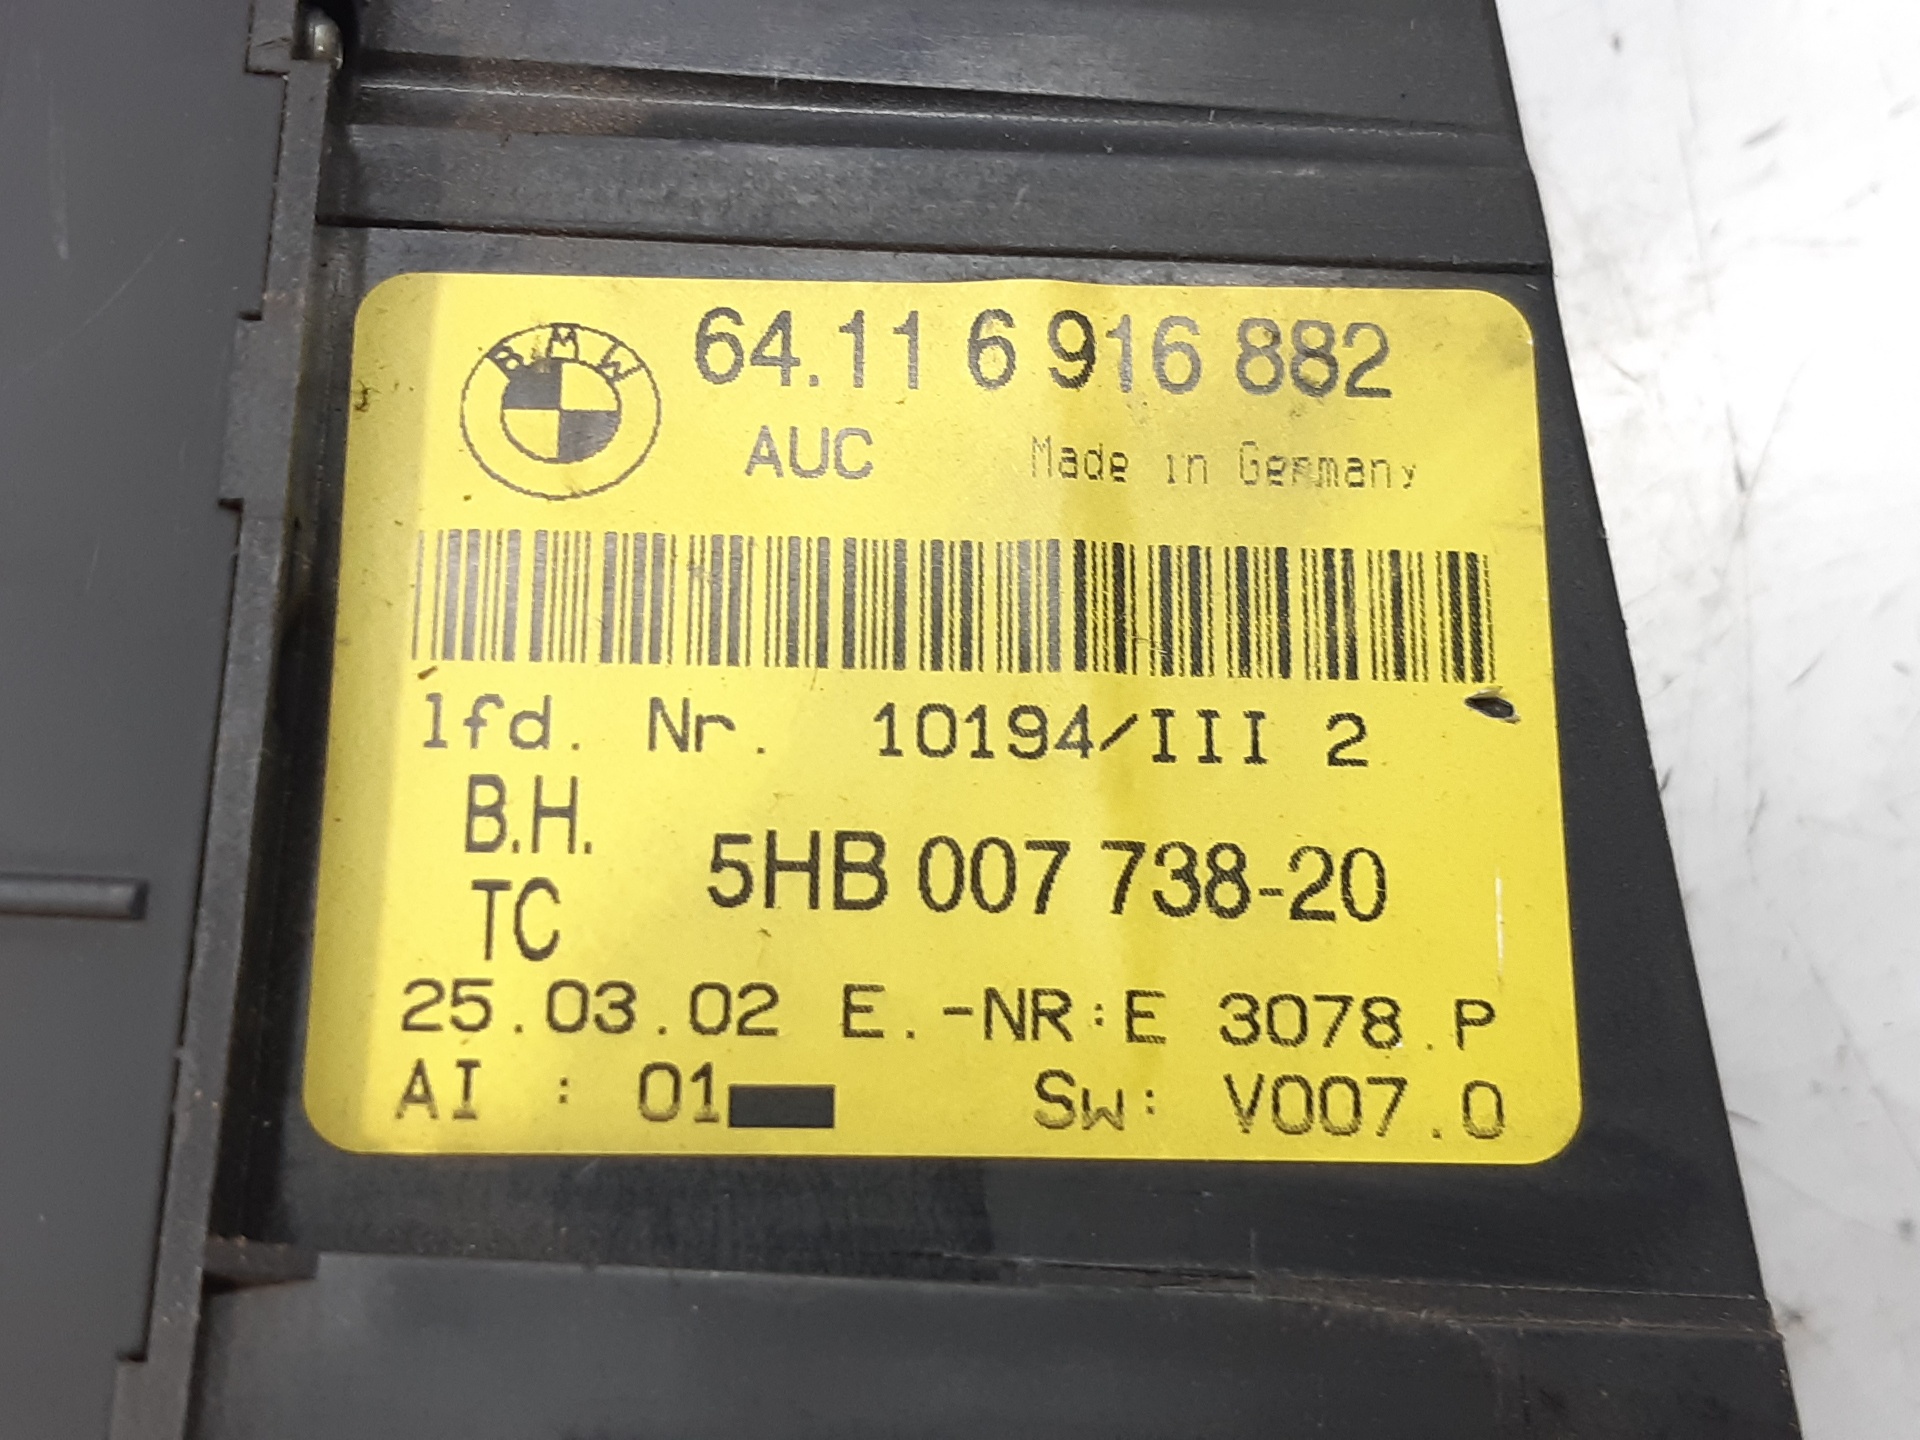 BMW
64.11 6 916 882
AUC Made in Germany
lfd. Nr. 10194/III 2
B.H.
TC 5HB 007 738-20
25.03.02 E.-NR:E 3078.P
AI : 01 Sw: V007.0